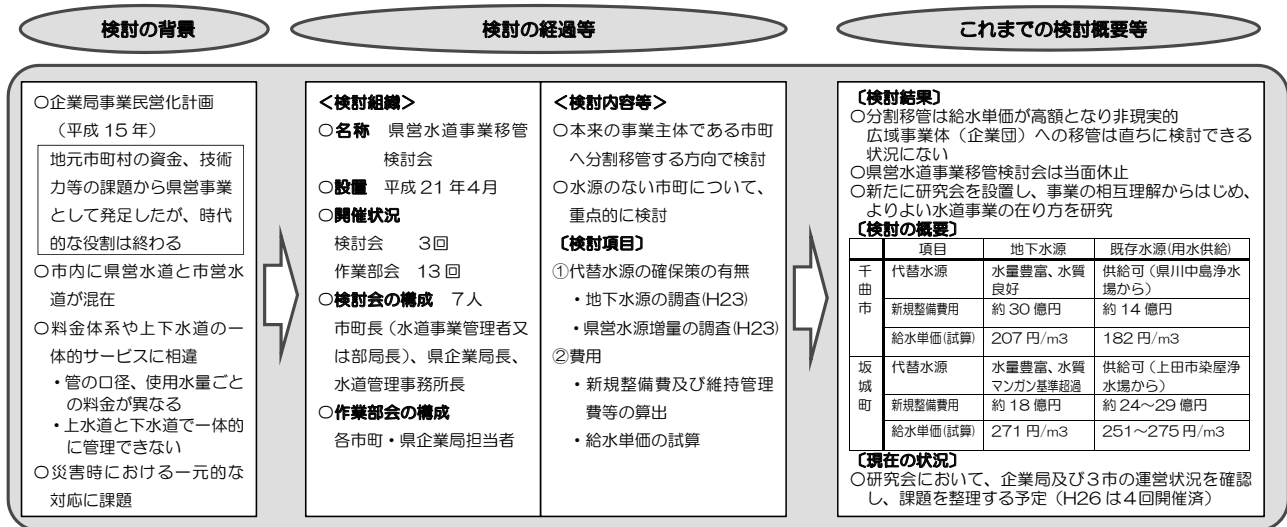 検討の背景
検討の経過等
これまでの検討概要等
○企業局事業民営化計画
（平成 15 年）
地元市町村の資金、技術
力等の課題から県営事業
として発足したが、時代
的な役割は終わる
○市内に県営水道と市営水
道が混在
○料金体系や上下水道の一
体的サービスに相違
・管の口径、使用水量ごと
の料金が異なる
・上水道と下水道で一体的
に管理できない
○災害時における一元的な
対応に課題
＜検討組織＞
○名称　県営水道事業移管
検討会
○設置　平成 21 年４月
○開催状況
検討会　３回
作業部会　13 回
○検討会の構成　７人
市町長（水道事業管理者又
は部局長）、県企業局長、
水道管理事務所長
○作業部会の構成
各市町・県企業局担当者
＜検討内容等＞
○本来の事業主体である市町
へ分割移管する方向で検討
○水源のない市町について、
重点的に検討
〔検討項目〕
①代替水源の確保策の有無
・地下水源の調査(H23)
・県営水源増量の調査(H23)
②費用
・新規整備費及び維持管理
費等の算出
・給水単価の試算
〔検討結果〕
○分割移管は給水単価が高額となり非現実的
広域事業体（企業団）への移管は直ちに検討できる
状況にない
○県営水道事業移管検討会は当面休止
○新たに研究会を設置し、事業の相互理解からはじめ、
よりよい水道事業の在り方を研究
〔検討の概要〕
項目　地下水源　既存水源(用水供給)
千曲市　代替水源　水量豊富、水質　供給可（県川中島浄水
良好　場から）
新規整備費用　約 30 億円　約 14 億円
給水単価(試算)　207 円/m3　182 円/m3
坂城町　代替水源　水量豊富、水質　供給可（上田市染屋浄
マンガン基準超過　水場から）
新規整備費用　約 18 億円　約 24～29 億円
給水単価(試算)　271 円/m3　251～275 円/m3
〔現在の状況〕
○研究会において、企業局及び３市の運営状況を確認
し、課題を整理する予定（H26 は４回開催済）